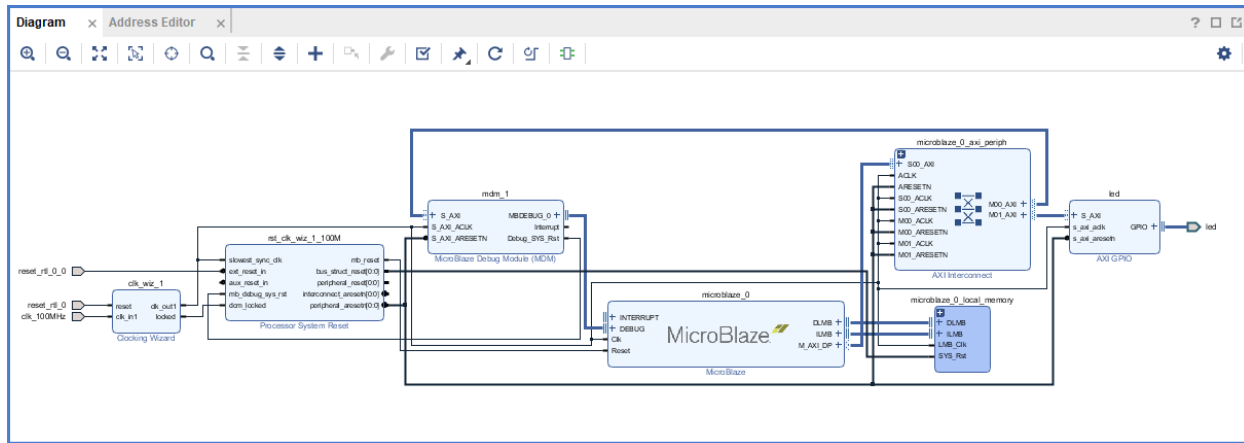 Diagram × Address Editor × ?
reset_rtl_0_0
reset_rtl_0
clk_100MHz
clk_wiz_1
reset clk_out1
clk_in1 locked
Clocking Wizard
rst_clk_wiz_1_100M
slowest_sync_clk mb_reset
ext_reset_in bus_struct_reset[0:0]
aux_reset_in peripheral_reset[0:0]
mb_debug_sys_rst interconnect_aresetn[0:0]
dcm_locked peripheral_aresetn[0:0]
Processor System Reset
mdm_1
S_AXI MBDEBUG_0
S_AXI_ACLK Interrupt
S_AXI_ARESETN Debug_SYS_Rst
MicroBlaze Debug Module (MDM)
microblaze_0
INTERRUPT DLMB
DEBUG ILMB
Clk M_AXI_DP
Reset
MicroBlaze
MicroBlaze
microblaze_0_axi_periph
S00_AXI
ACLK
ARESETN
S00_ACLK
S00_ARESETN M00_AXI
M00_ACLK M01_AXI
M00_ARESETN
M01_ACLK
M01_ARESETN
AXI Interconnect
microblaze_0_local_memory
DLMB
ILMB
LMB_Clk
SYS_Rst
led
S_AXI
s_axi_aclk GPIO
s_axi_aresetn
AXI GPIO
led